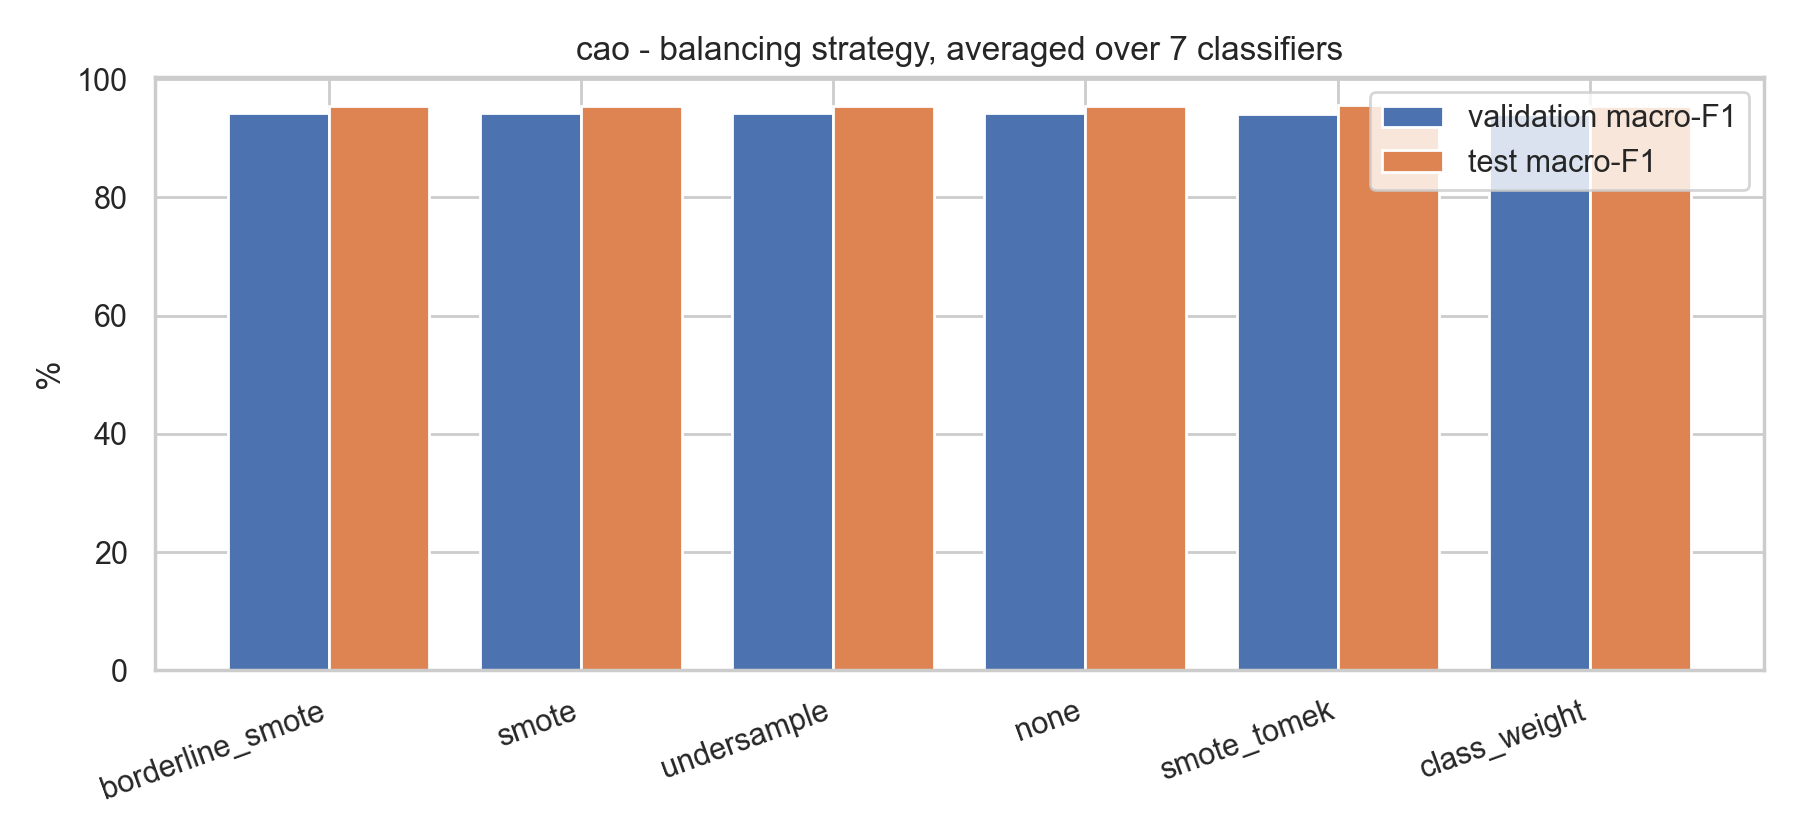 cao - balancing strategy, averaged over 7 classifiers
100
80
60
40
20
0
%
validation macro-F1
test macro-F1
borderline_smote
smote
undersample
none
smote_tomek
class_weight